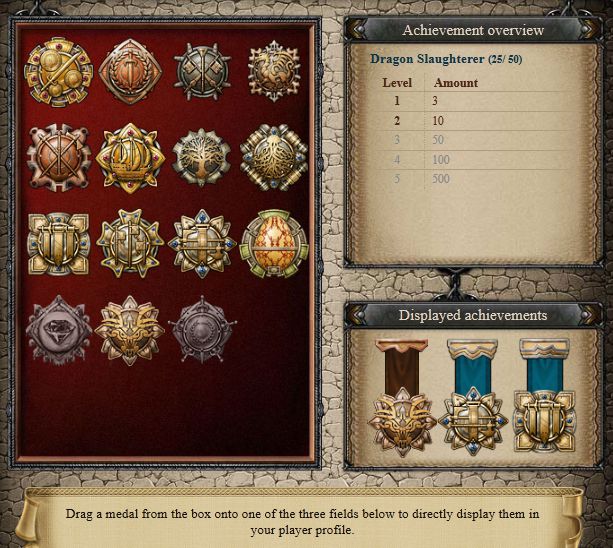 Achievement overview
Dragon Slaughterer (25/ 50)
Level Amount
1 3
2 10
3 50
4 100
5 500
Displayed achievements
Drag a medal from the box onto one of the three fields below to directly display them in
your player profile.